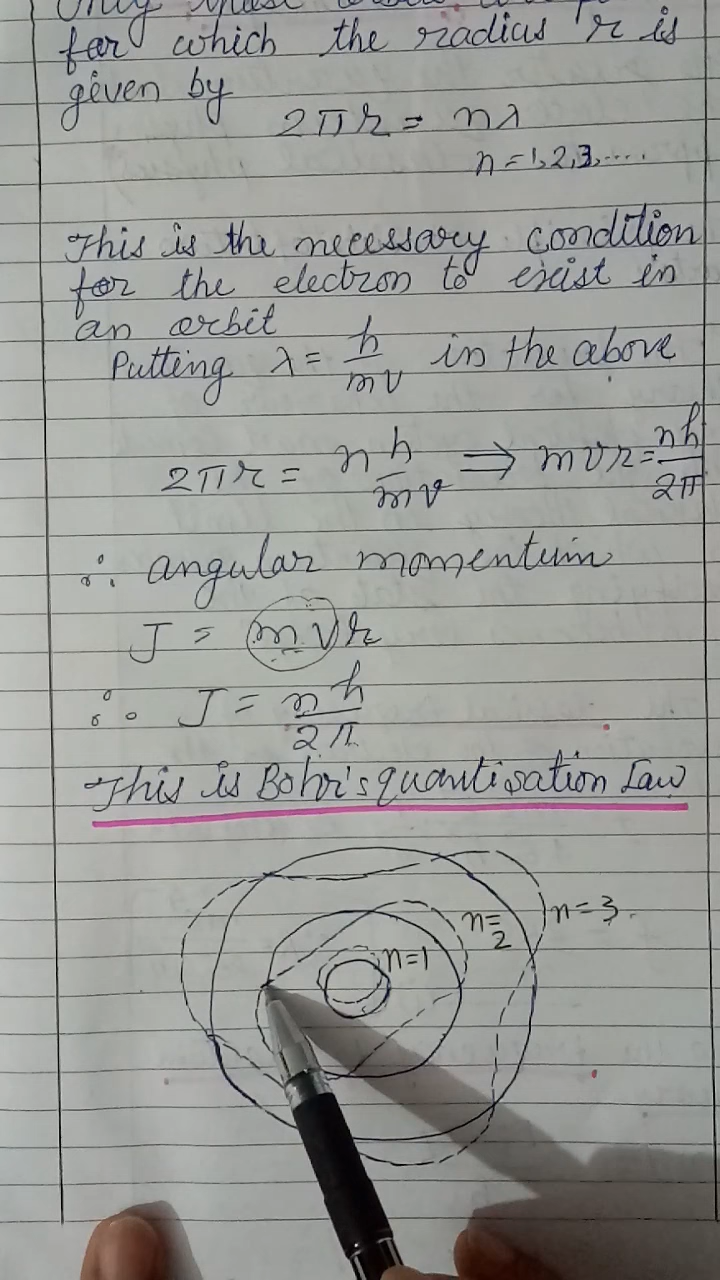 for which the radius r is
given by
2πr = nλ
n = 1, 2, 3, ....
This is the necessary condition
for the electron to exist in
an orbit
Putting λ = h/mv in the above
2πr = n h/mv ⇒ mvr = nh/2π
∴ angular momentum
J = mvr
∴ J = nh/2π
This is Bohr's quantisation Law
n=3
n=2
n=1